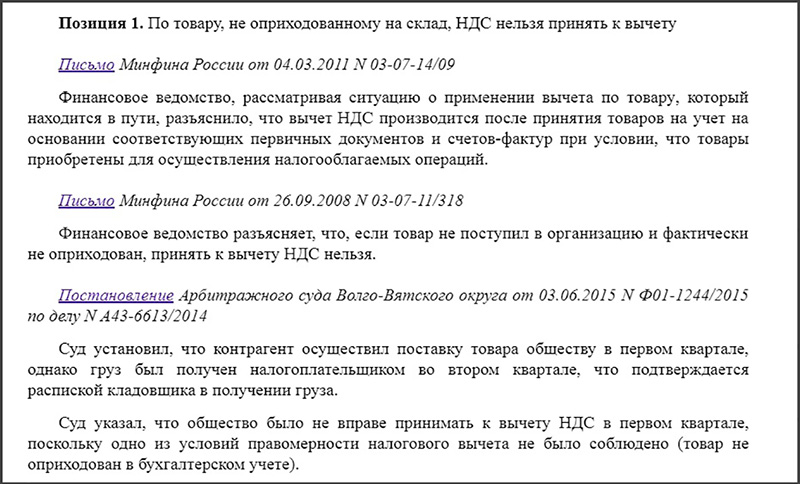 Позиция 1. По товару, не оприходованному на склад, НДС нельзя принять к вычету
Письмо Минфина России от 04.03.2011 N 03-07-14/09
Финансовое ведомство, рассматривая ситуацию о применении вычета по товару, который
находится в пути, разъяснило, что вычет НДС производится после принятия товаров на учет на
основании соответствующих первичных документов и счетов-фактур при условии, что товары
приобретены для осуществления налогооблагаемых операций.
Письмо Минфина России от 26.09.2008 N 03-07-11/318
Финансовое ведомство разъясняет, что, если товар не поступил в организацию и фактически
не оприходован, принять к вычету НДС нельзя.
Постановление Арбитражного суда Волго-Вятского округа от 03.06.2015 N Ф01-1244/2015
по делу N А43-6613/2014
Суд установил, что контрагент осуществил поставку товара обществу в первом квартале,
однако груз был получен налогоплательщиком во втором квартале, что подтверждается
распиской кладовщика в получении груза.
Суд указал, что общество было не вправе принимать к вычету НДС в первом квартале,
поскольку одно из условий правомерности налогового вычета не было соблюдено (товар не
оприходован в бухгалтерском учете).